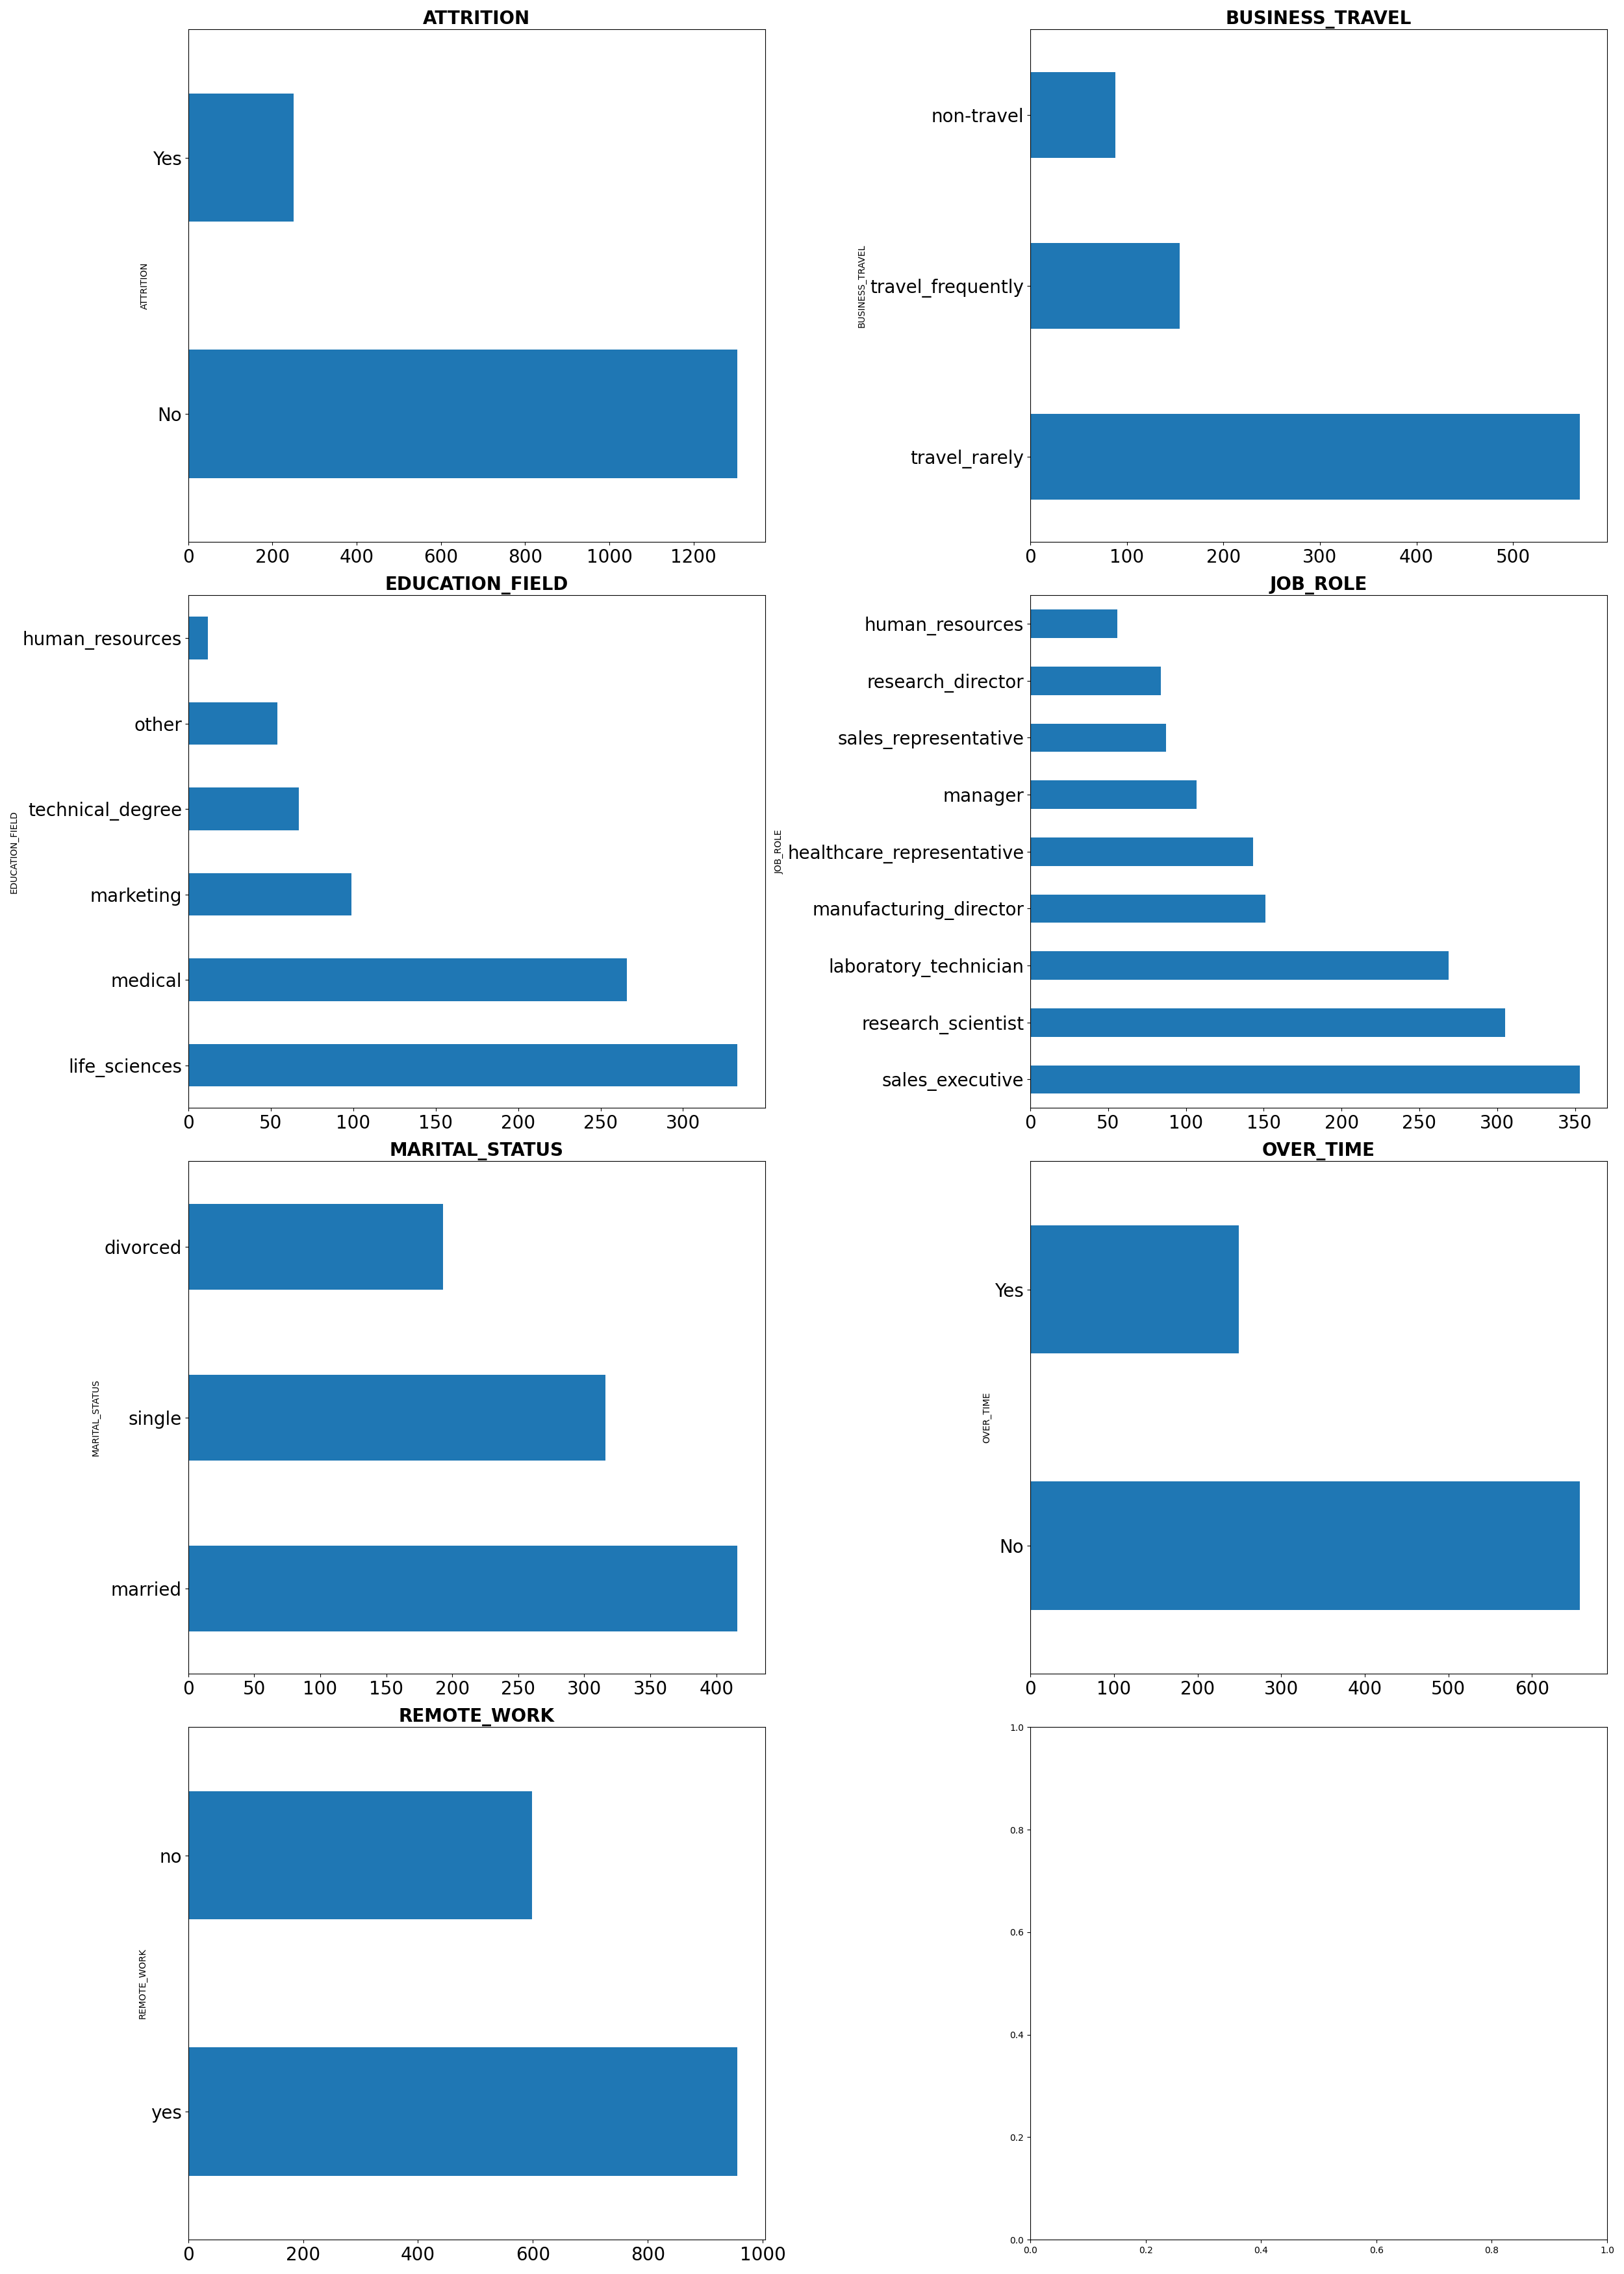 ATTRITION
Yes
No
ATTRITION
0 200 400 600 800 1000 1200
BUSINESS_TRAVEL
non-travel
travel_frequently
travel_rarely
BUSINESS_TRAVEL
0 100 200 300 400 500
EDUCATION_FIELD
human_resources
other
technical_degree
marketing
medical
life_sciences
EDUCATION_FIELD
0 50 100 150 200 250 300
JOB_ROLE
human_resources
research_director
sales_representative
manager
healthcare_representative
manufacturing_director
laboratory_technician
research_scientist
sales_executive
JOB_ROLE
0 50 100 150 200 250 300 350
MARITAL_STATUS
divorced
single
married
MARITAL_STATUS
0 50 100 150 200 250 300 350 400
OVER_TIME
Yes
No
OVER_TIME
0 100 200 300 400 500 600
REMOTE_WORK
no
yes
REMOTE_WORK
0 200 400 600 800 1000
1.0
0.8
0.6
0.4
0.2
0.0
0.0 0.2 0.4 0.6 0.8 1.0